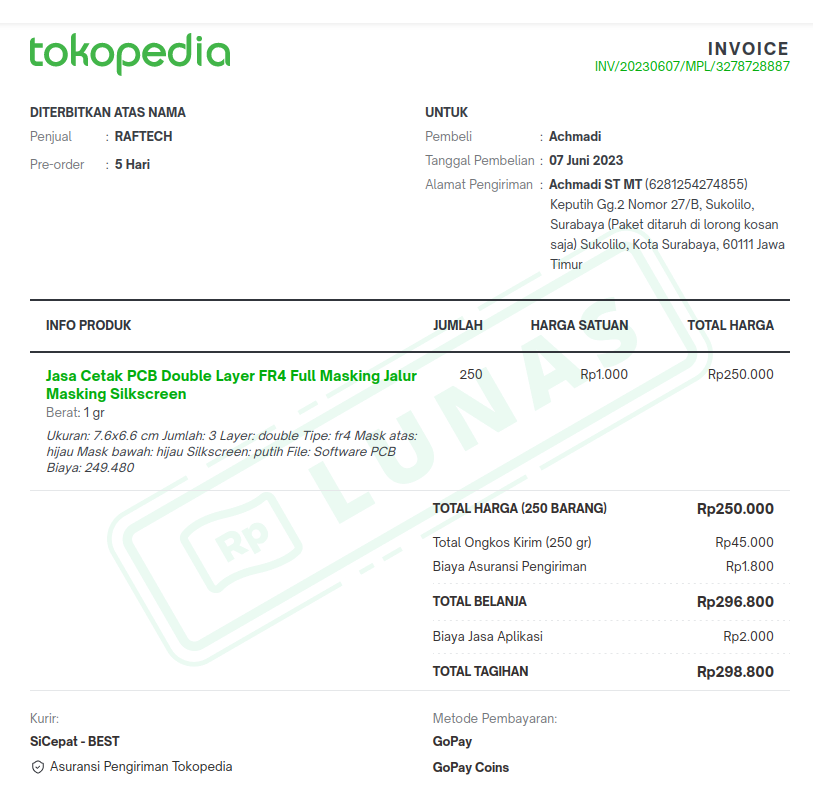 tokopedia
INVOICE
INV/20230607/MPL/3278728887
DITERBITKAN ATAS NAMA
Penjual : RAFTECH
Pre-order : 5 Hari
UNTUK
Pembeli : Achmadi
Tanggal Pembelian : 07 Juni 2023
Alamat Pengiriman : Achmadi ST MT (6281254274855)
Keputih Gg.2 Nomor 27/B, Sukolilo,
Surabaya (Paket ditaruh di lorong kosan
saja) Sukolilo, Kota Surabaya, 60111 Jawa
Timur
INFO PRODUK JUMLAH HARGA SATUAN TOTAL HARGA
Jasa Cetak PCB Double Layer FR4 Full Masking Jalur 250 Rp1.000 Rp250.000
Masking Silkscreen
Berat: 1 gr
Ukuran: 7.6x6.6 cm Jumlah: 3 Layer: double Tipe: fr4 Mask atas:
hijau Mask bawah: hijau Silkscreen: putih File: Software PCB
Biaya: 249.480
Rp LUNAS
TOTAL HARGA (250 BARANG) Rp250.000
Total Ongkos Kirim (250 gr) Rp45.000
Biaya Asuransi Pengiriman Rp1.800
TOTAL BELANJA Rp296.800
Biaya Jasa Aplikasi Rp2.000
TOTAL TAGIHAN Rp298.800
Kurir:
SiCepat - BEST
Asuransi Pengiriman Tokopedia
Metode Pembayaran:
GoPay
GoPay Coins